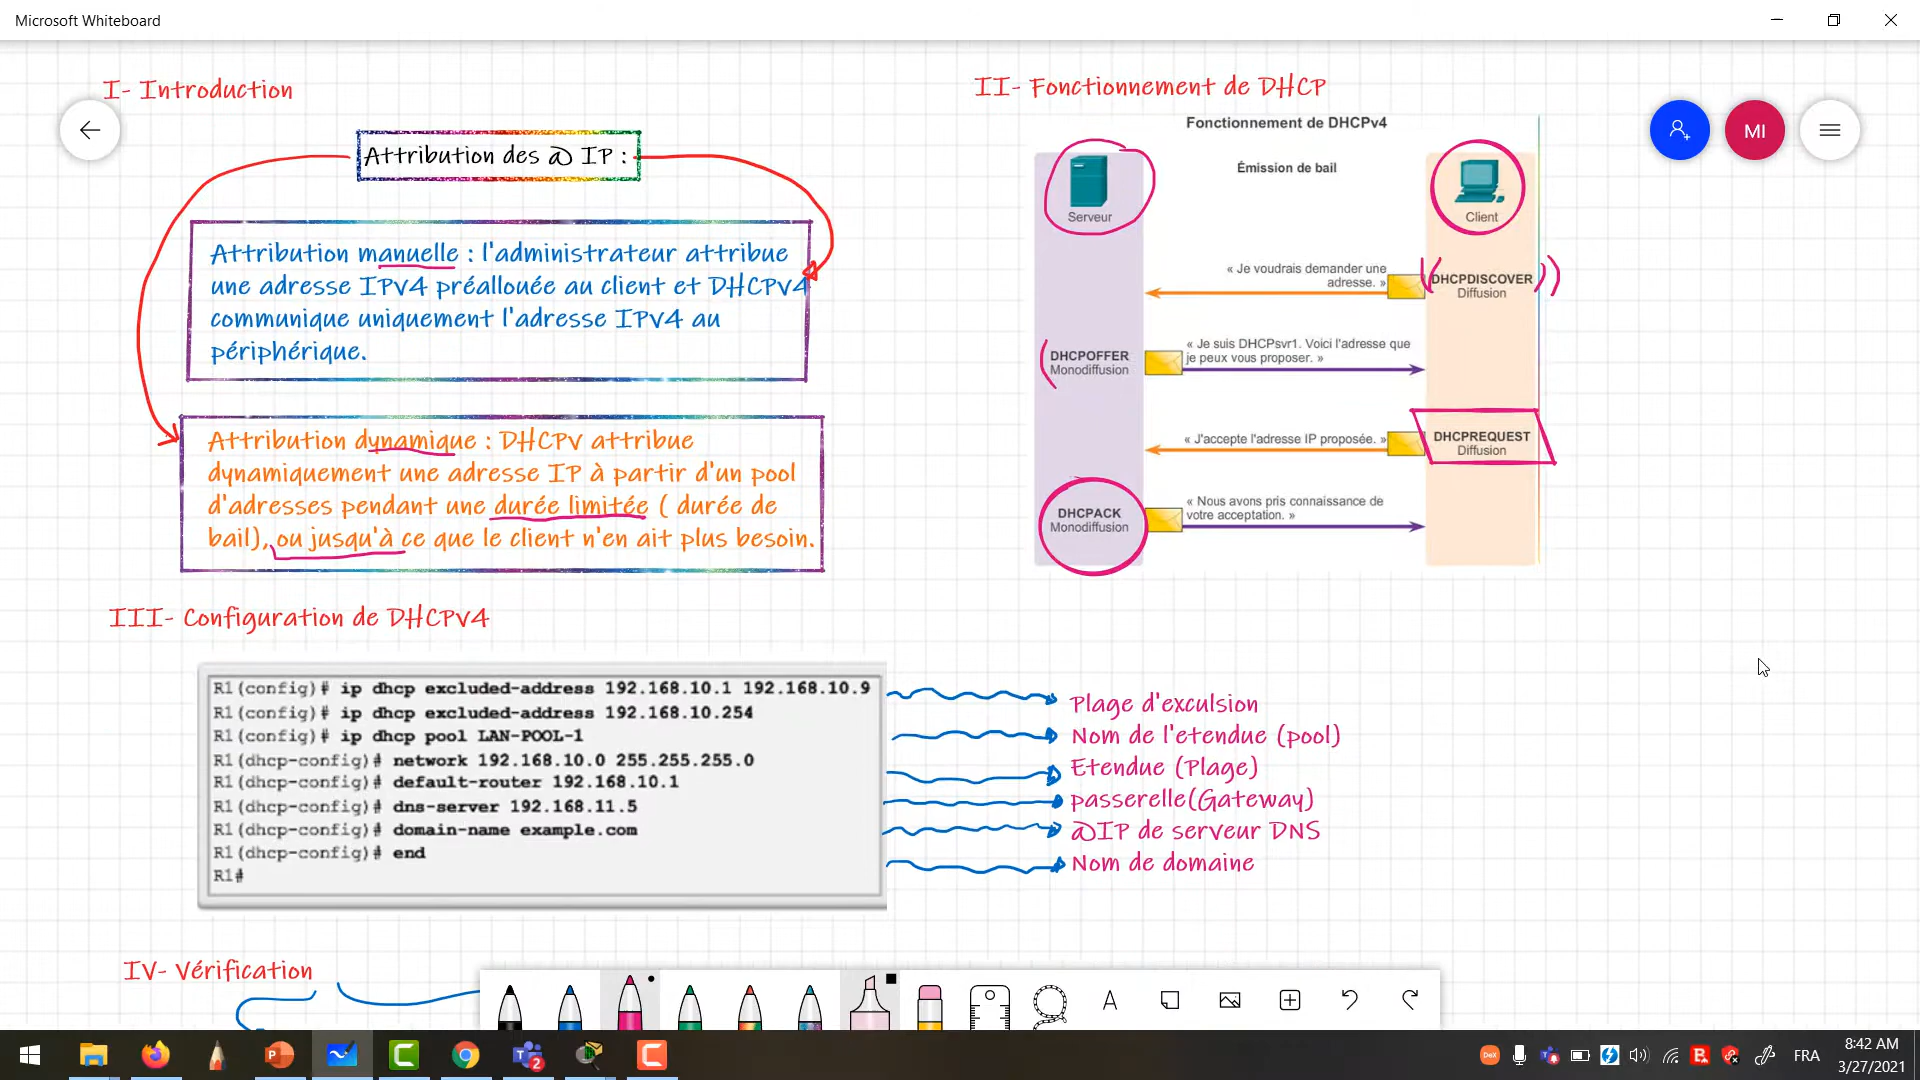 Microsoft Whiteboard
I- Introduction
Attribution des @ IP :
Attribution manuelle : l'administrateur attribue
une adresse IPv4 préallouée au client et DHCPv4
communique uniquement l'adresse IPv4 au
périphérique.
Attribution dynamique : DHCPv attribue
dynamiquement une adresse IP à partir d'un pool
d'adresses pendant une durée limitée ( durée de
bail), ou jusqu'à ce que le client n'en ait plus besoin.
II- Fonctionnement de DHCP
Fonctionnement de DHCPv4
Émission de bail
Serveur
Client
« Je voudrais demander une
adresse. »
DHCPDISCOVER
Diffusion
DHCPOFFER
Monodiffusion
« Je suis DHCPsvr1. Voici l'adresse que
je peux vous proposer. »
« J'accepte l'adresse IP proposée. »
DHCPREQUEST
Diffusion
DHCPACK
Monodiffusion
« Nous avons pris connaissance de
votre acceptation. »
MI
III- Configuration de DHCPv4
R1(config)# ip dhcp excluded-address 192.168.10.1 192.168.10.9
R1(config)# ip dhcp excluded-address 192.168.10.254
R1(config)# ip dhcp pool LAN-POOL-1
R1(dhcp-config)# network 192.168.10.0 255.255.255.0
R1(dhcp-config)# default-router 192.168.10.1
R1(dhcp-config)# dns-server 192.168.11.5
R1(dhcp-config)# domain-name example.com
R1(dhcp-config)# end
R1#
Plage d'exculsion
Nom de l'etendue (pool)
Etendue (Plage)
passerelle(Gateway)
@IP de serveur DNS
Nom de domaine
IV- Vérification
FRA
8:42 AM
3/27/2021